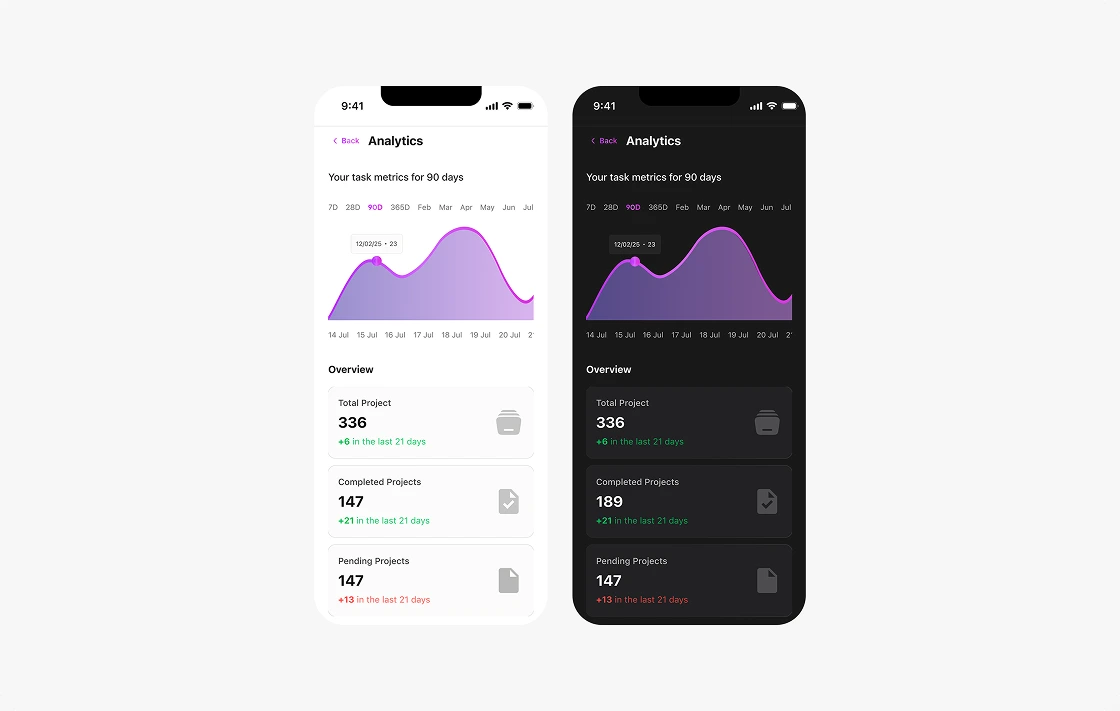 9:41
Back Analytics
Your task metrics for 90 days
7D 28D 90D 365D Feb Mar Apr May Jun Jul
12/02/25 • 23
14 Jul 15 Jul 16 Jul 17 Jul 18 Jul 19 Jul 20 Jul 2
Overview
Total Project
336
+6 in the last 21 days
Completed Projects
147
+21 in the last 21 days
Pending Projects
147
+13 in the last 21 days
9:41
Back Analytics
Your task metrics for 90 days
7D 28D 90D 365D Feb Mar Apr May Jun Jul
12/02/25 • 23
14 Jul 15 Jul 16 Jul 17 Jul 18 Jul 19 Jul 20 Jul 2
Overview
Total Project
336
+6 in the last 21 days
Completed Projects
189
+21 in the last 21 days
Pending Projects
147
+13 in the last 21 days